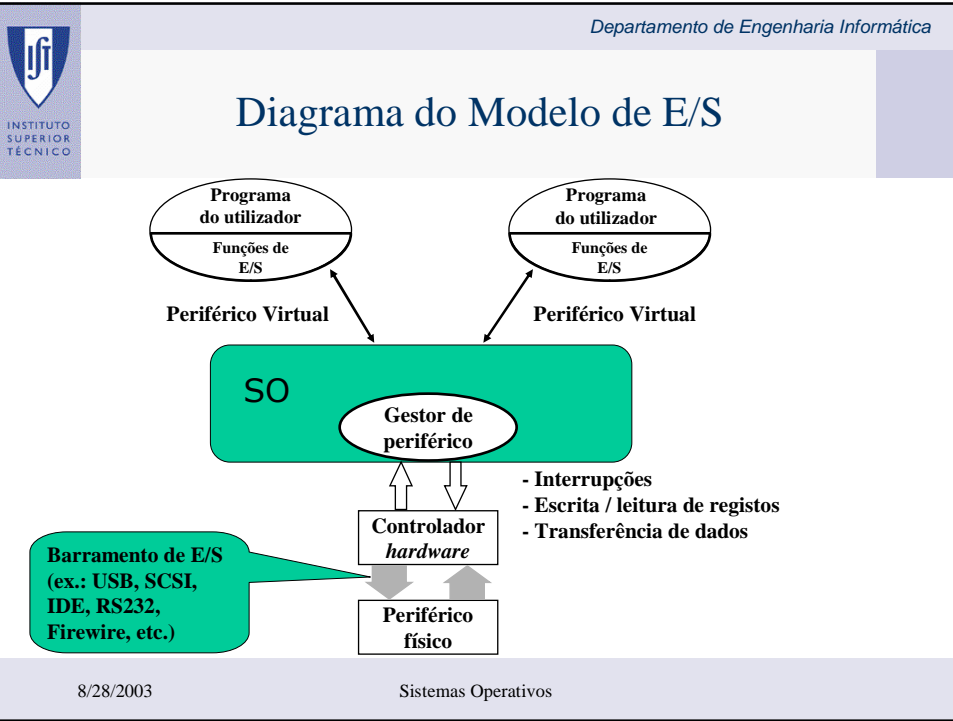 Departamento de Engenharia Informática
INSTITUTO
SUPERIOR
TÉCNICO
Diagrama do Modelo de E/S
Programa
do utilizador
Funções de
E/S
Programa
do utilizador
Funções de
E/S
Periférico Virtual
Periférico Virtual
SO
Gestor de
periférico
- Interrupções
- Escrita / leitura de registos
- Transferência de dados
Controlador
hardware
Barramento de E/S
(ex.: USB, SCSI,
IDE, RS232,
Firewire, etc.)
Periférico
físico
8/28/2003
Sistemas Operativos